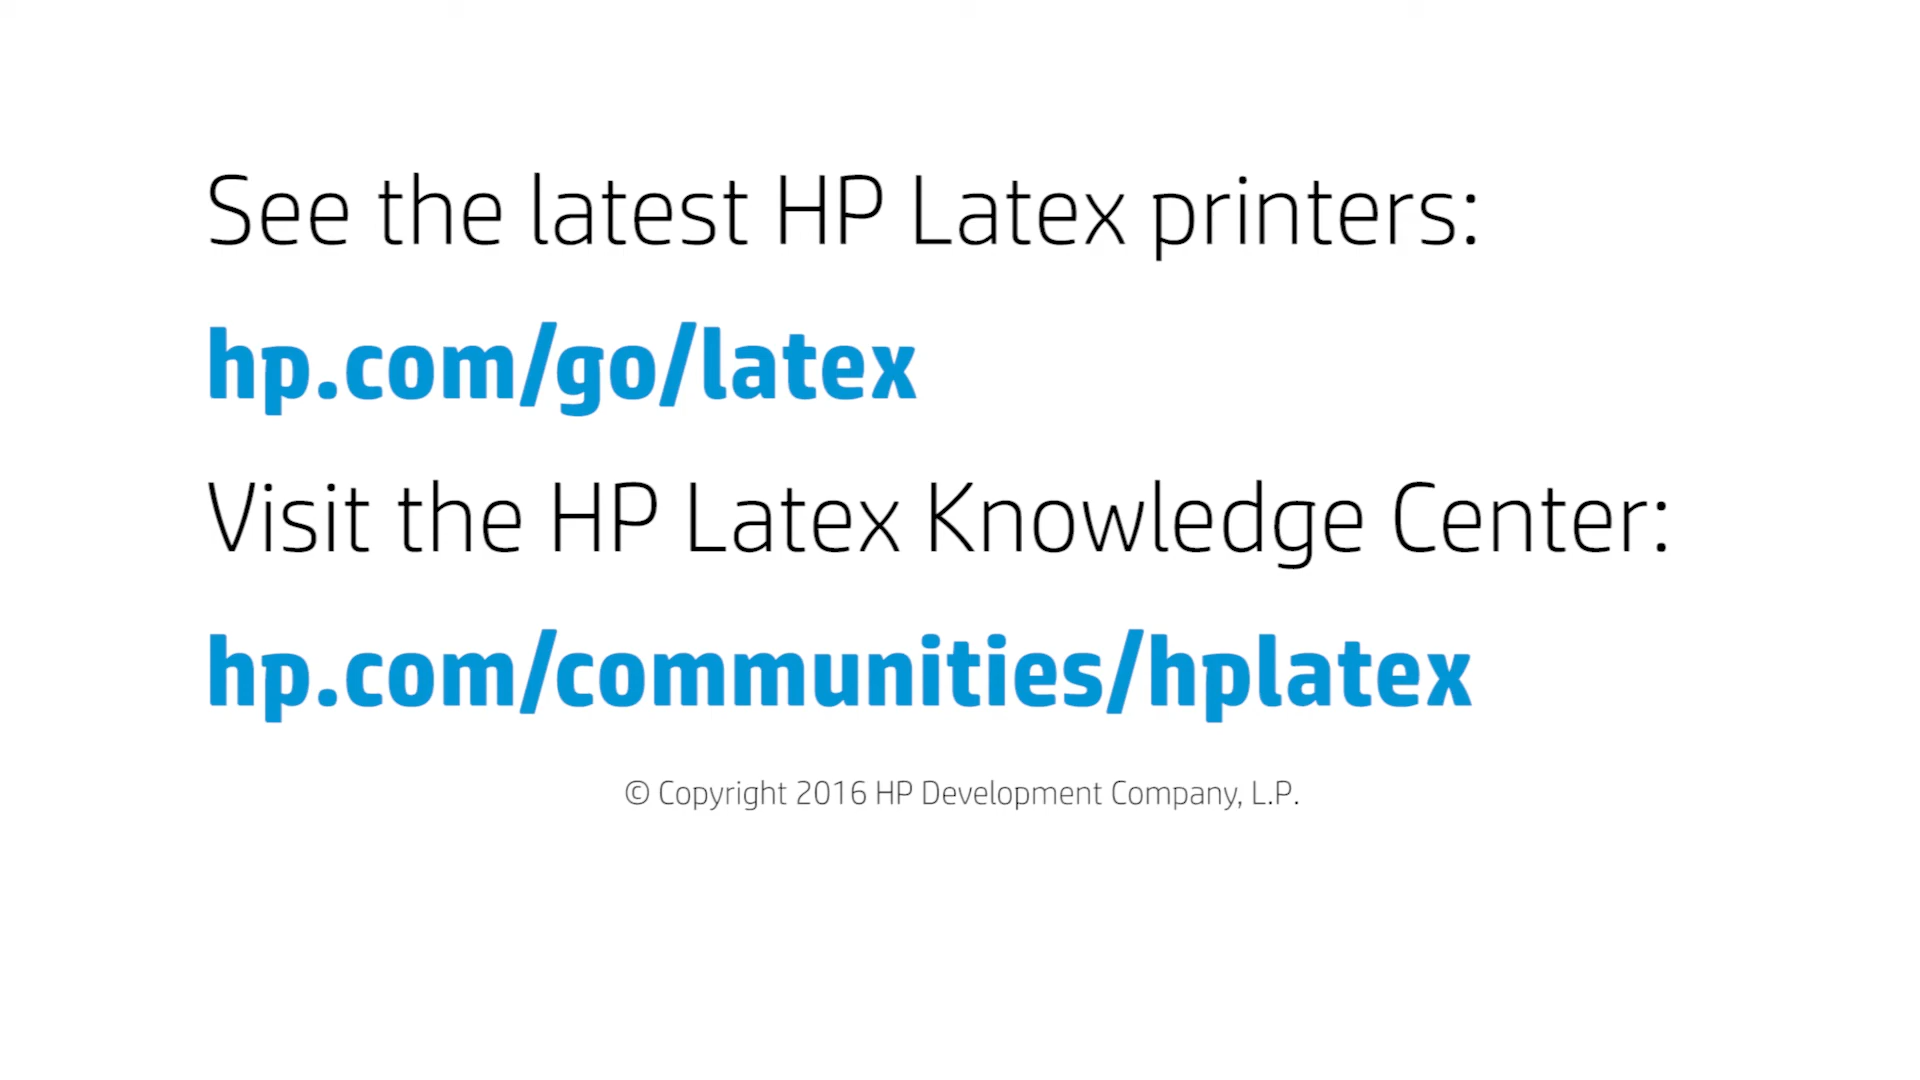 See the latest HP Latex printers:
hp.com/go/latex
Visit the HP Latex Knowledge Center:
hp.com/communities/hplatex
© Copyright 2016 HP Development Company, L.P.